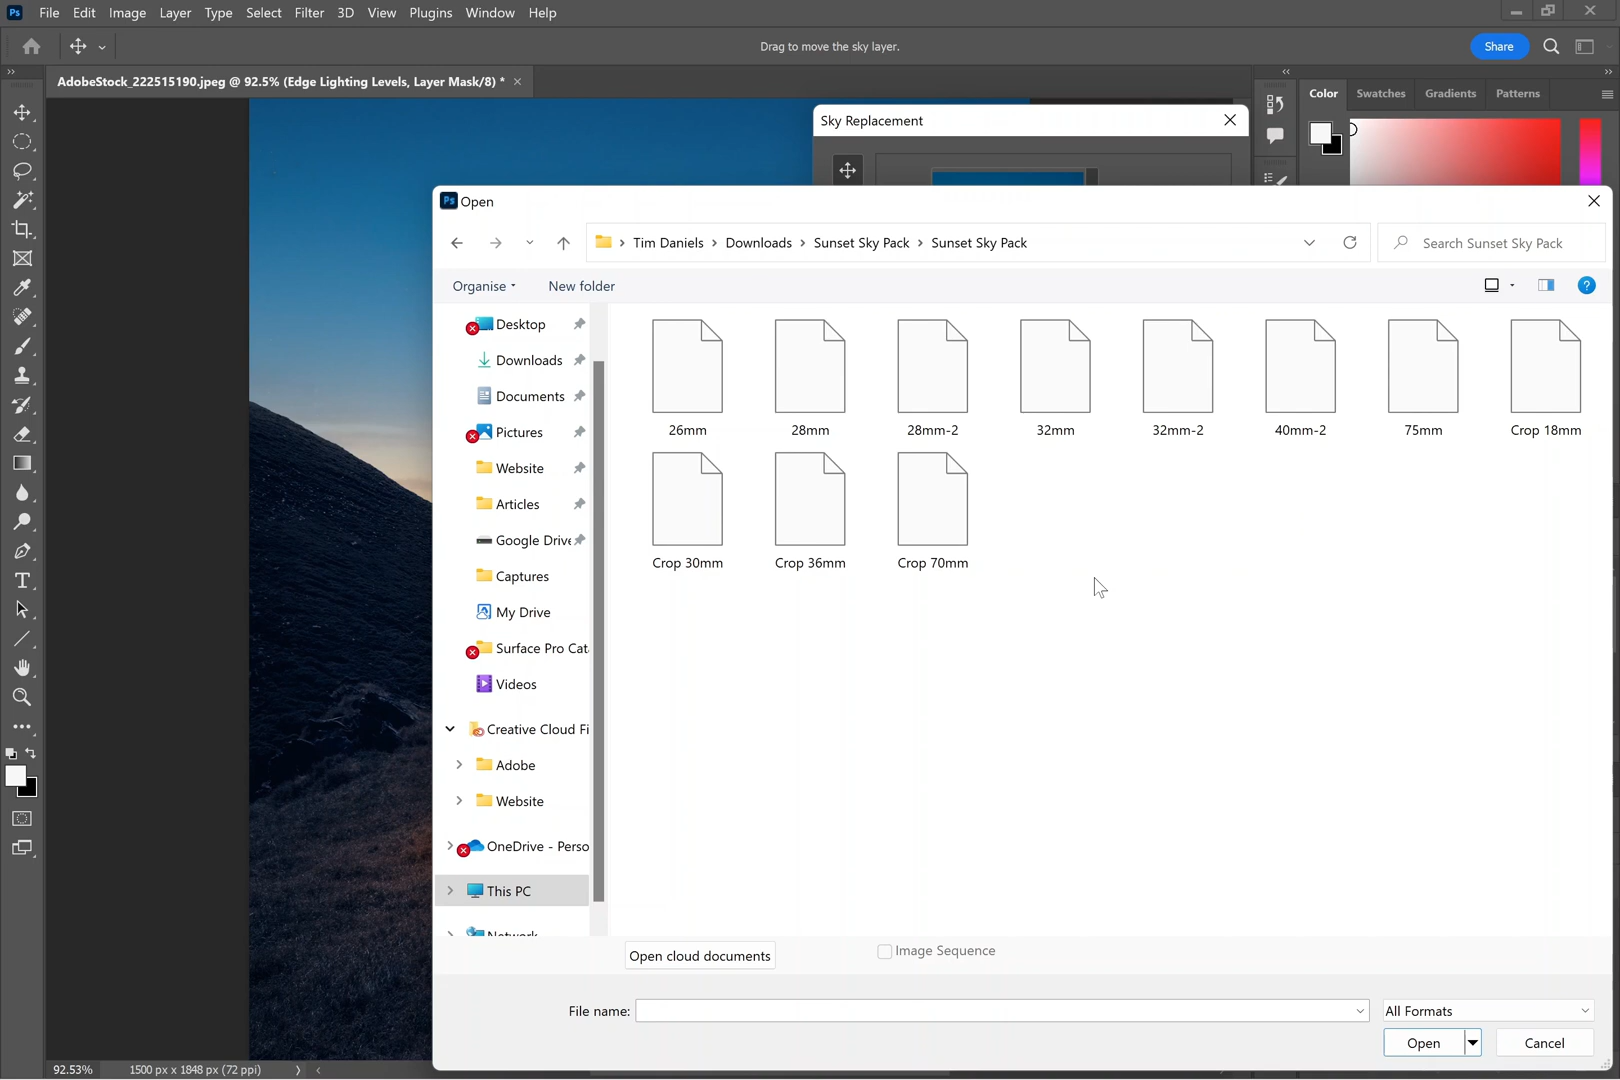 Ps File Edit Image Layer Type Select Filter 3D View Plugins Window Help
Drag to move the sky layer.
Share
AdobeStock_222515190.jpeg @ 92.5% (Edge Lighting Levels, Layer Mask/8) * ×
Color Swatches Gradients Patterns
Sky Replacement
Ps Open
Tim Daniels > Downloads > Sunset Sky Pack > Sunset Sky Pack
Search Sunset Sky Pack
Organise New folder
Desktop
Downloads
Documents
Pictures
Website
Articles
Google Drive
Captures
My Drive
Surface Pro Cat
Videos
Creative Cloud Fi
Adobe
Website
OneDrive - Perso
This PC
Network
26mm 28mm 28mm-2 32mm 32mm-2 40mm-2 75mm Crop 18mm
Crop 30mm Crop 36mm Crop 70mm
Open cloud documents Image Sequence
File name: All Formats
Open Cancel
92.53% 1500 px x 1848 px (72 ppi)